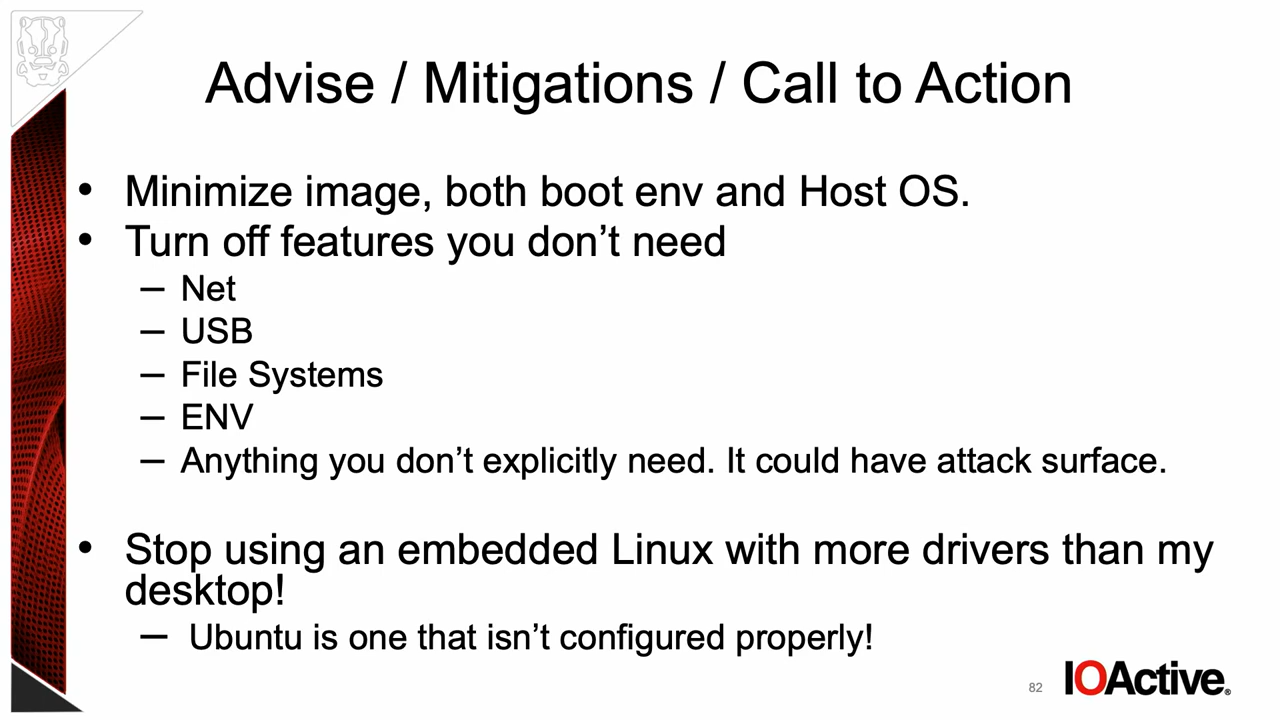 Advise / Mitigations / Call to Action
• Minimize image, both boot env and Host OS.
• Turn off features you don’t need
– Net
– USB
– File Systems
– ENV
– Anything you don’t explicitly need. It could have attack surface.
• Stop using an embedded Linux with more drivers than my
desktop!
– Ubuntu is one that isn’t configured properly!
82
IOActive®